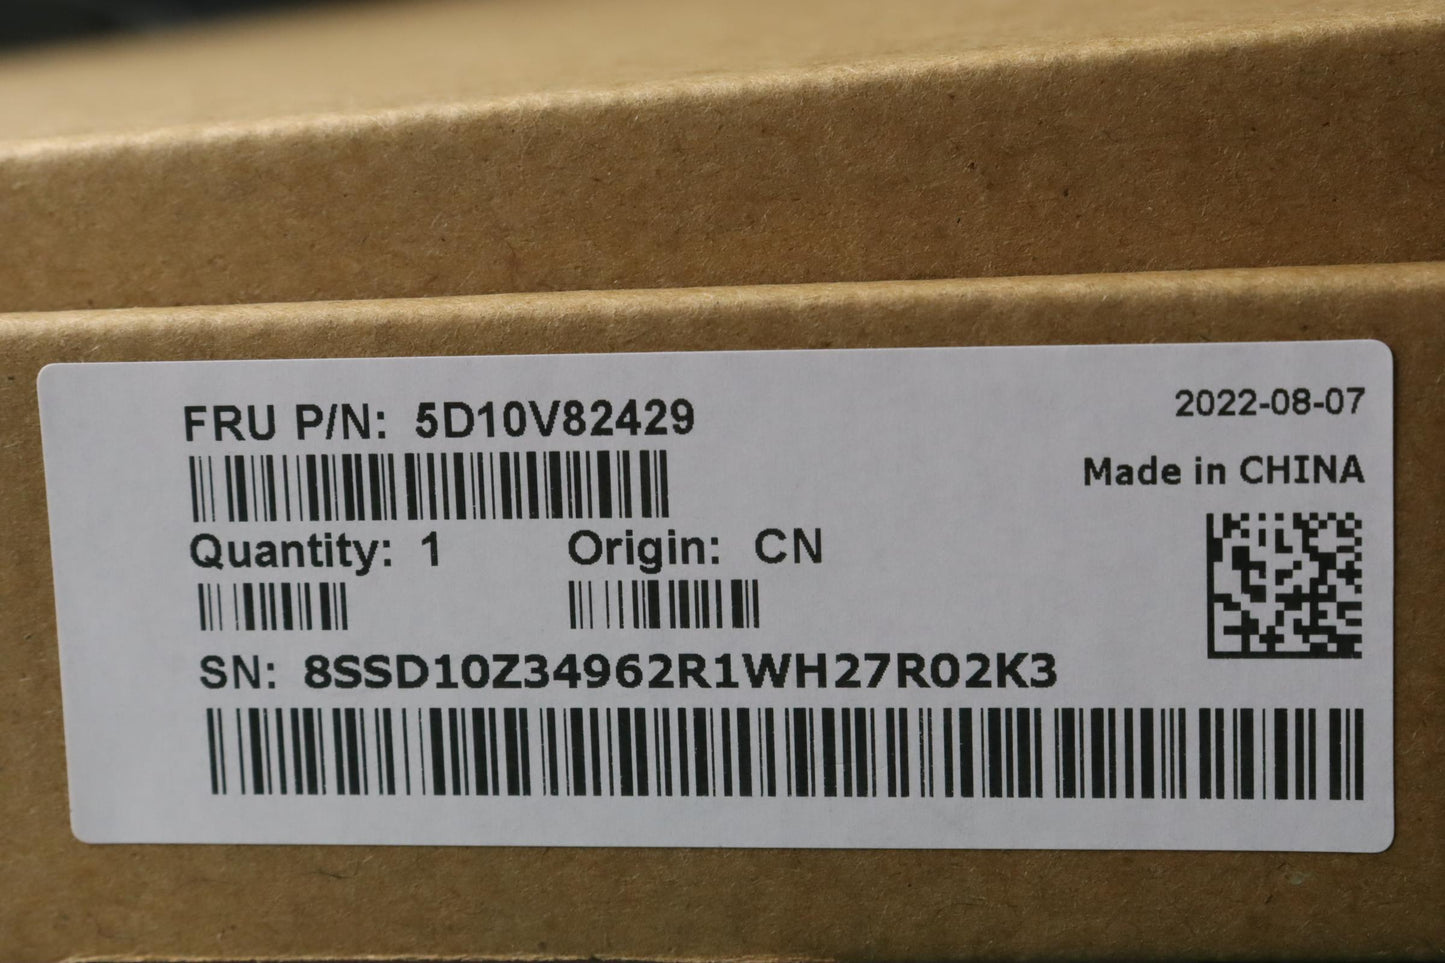 FRU P/N: 5D10V82429
2022-08-07
Made in CHINA
Quantity: 1 Origin: CN
SN: 8SSD10Z34962R1WH27R02K3